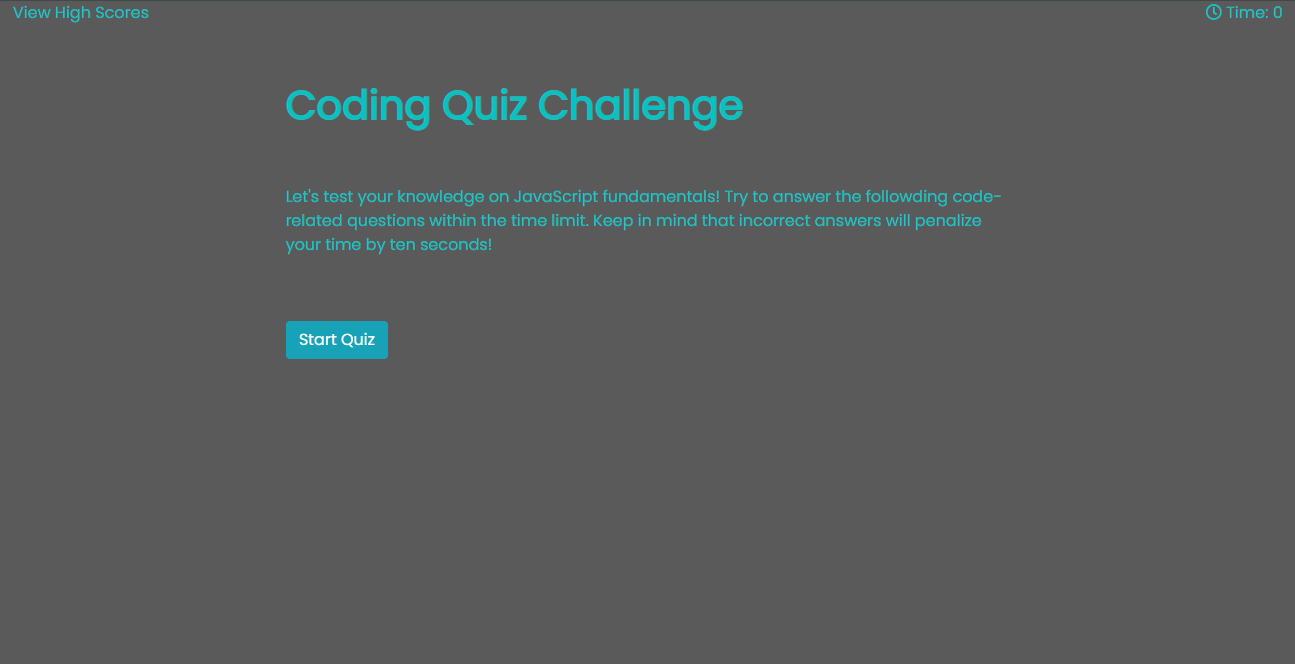 View High Scores
Time: 0
Coding Quiz Challenge
Let's test your knowledge on JavaScript fundamentals! Try to answer the followding code-
related questions within the time limit. Keep in mind that incorrect answers will penalize
your time by ten seconds!
Start Quiz